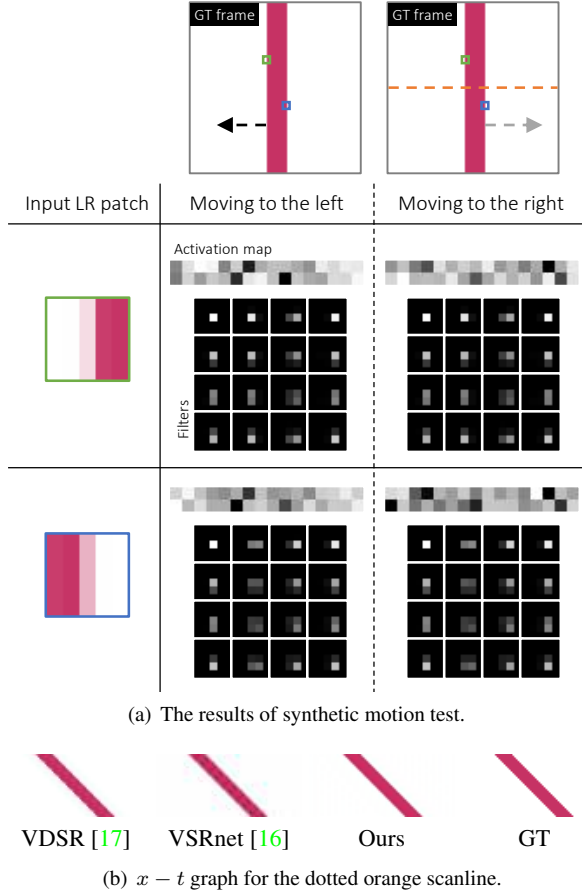 GT frame
GT frame
Input LR patch
Moving to the left
Moving to the right
Activation map
Filters
(a) The results of synthetic motion test.
VDSR [17]
VSRnet [16]
Ours
GT
(b) x − t graph for the dotted orange scanline.